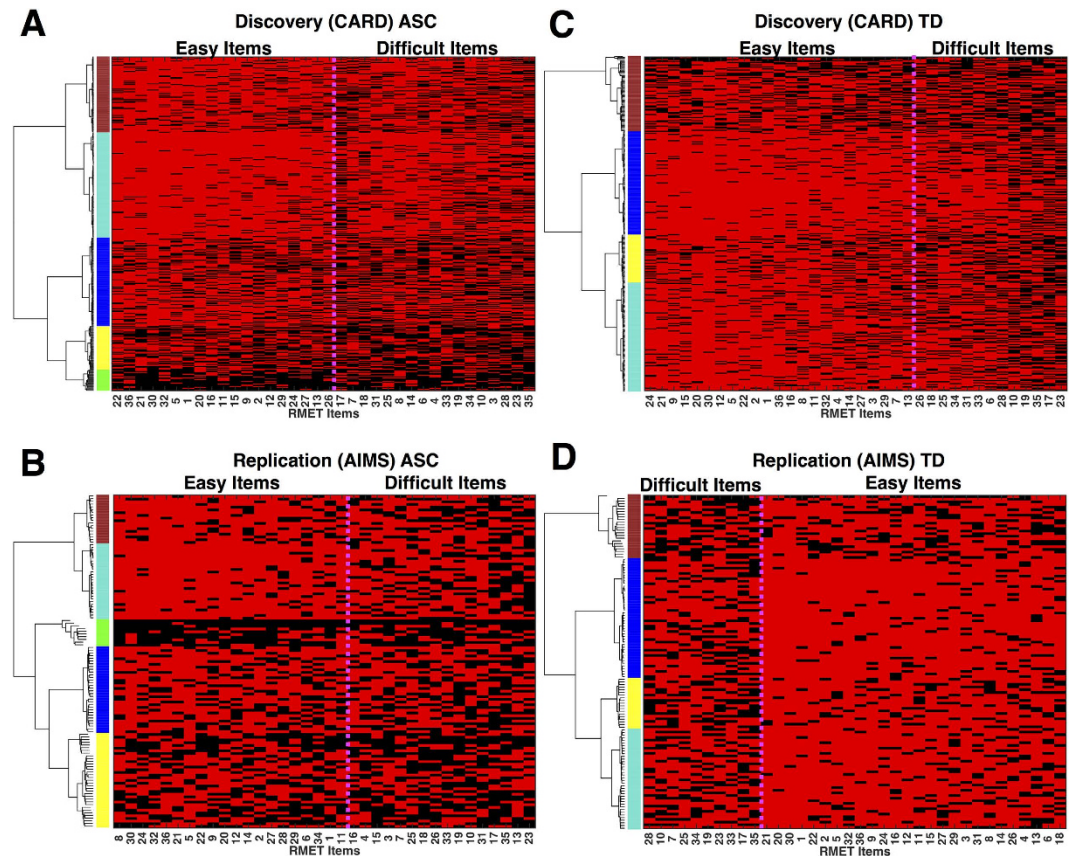 A
Discovery (CARD) ASC
Easy Items Difficult Items
22 36 21 30 32 5 1 20 16 11 15 9 2 12 29 24 27 13 26 17 7 18 31 25 8 14 6 4 33 19 34 10 3 28 23 35
RMET Items
C
Discovery (CARD) TD
Easy Items Difficult Items
24 21 9 15 20 30 12 5 22 2 1 36 16 8 11 32 4 14 27 3 29 7 13 26 18 25 34 31 33 6 28 10 19 35 17 23
RMET Items
B
Replication (AIMS) ASC
Easy Items Difficult Items
8 30 24 32 36 21 5 22 9 20 12 14 2 27 28 29 6 34 1 11 16 4 15 3 7 25 18 26 33 19 10 31 17 35 13 23
RMET Items
D
Replication (AIMS) TD
Difficult Items Easy Items
28 10 7 25 34 19 23 33 17 35 21 20 30 1 22 2 5 32 36 9 24 16 12 11 15 27 29 3 31 8 14 26 4 13 6 18
RMET Items